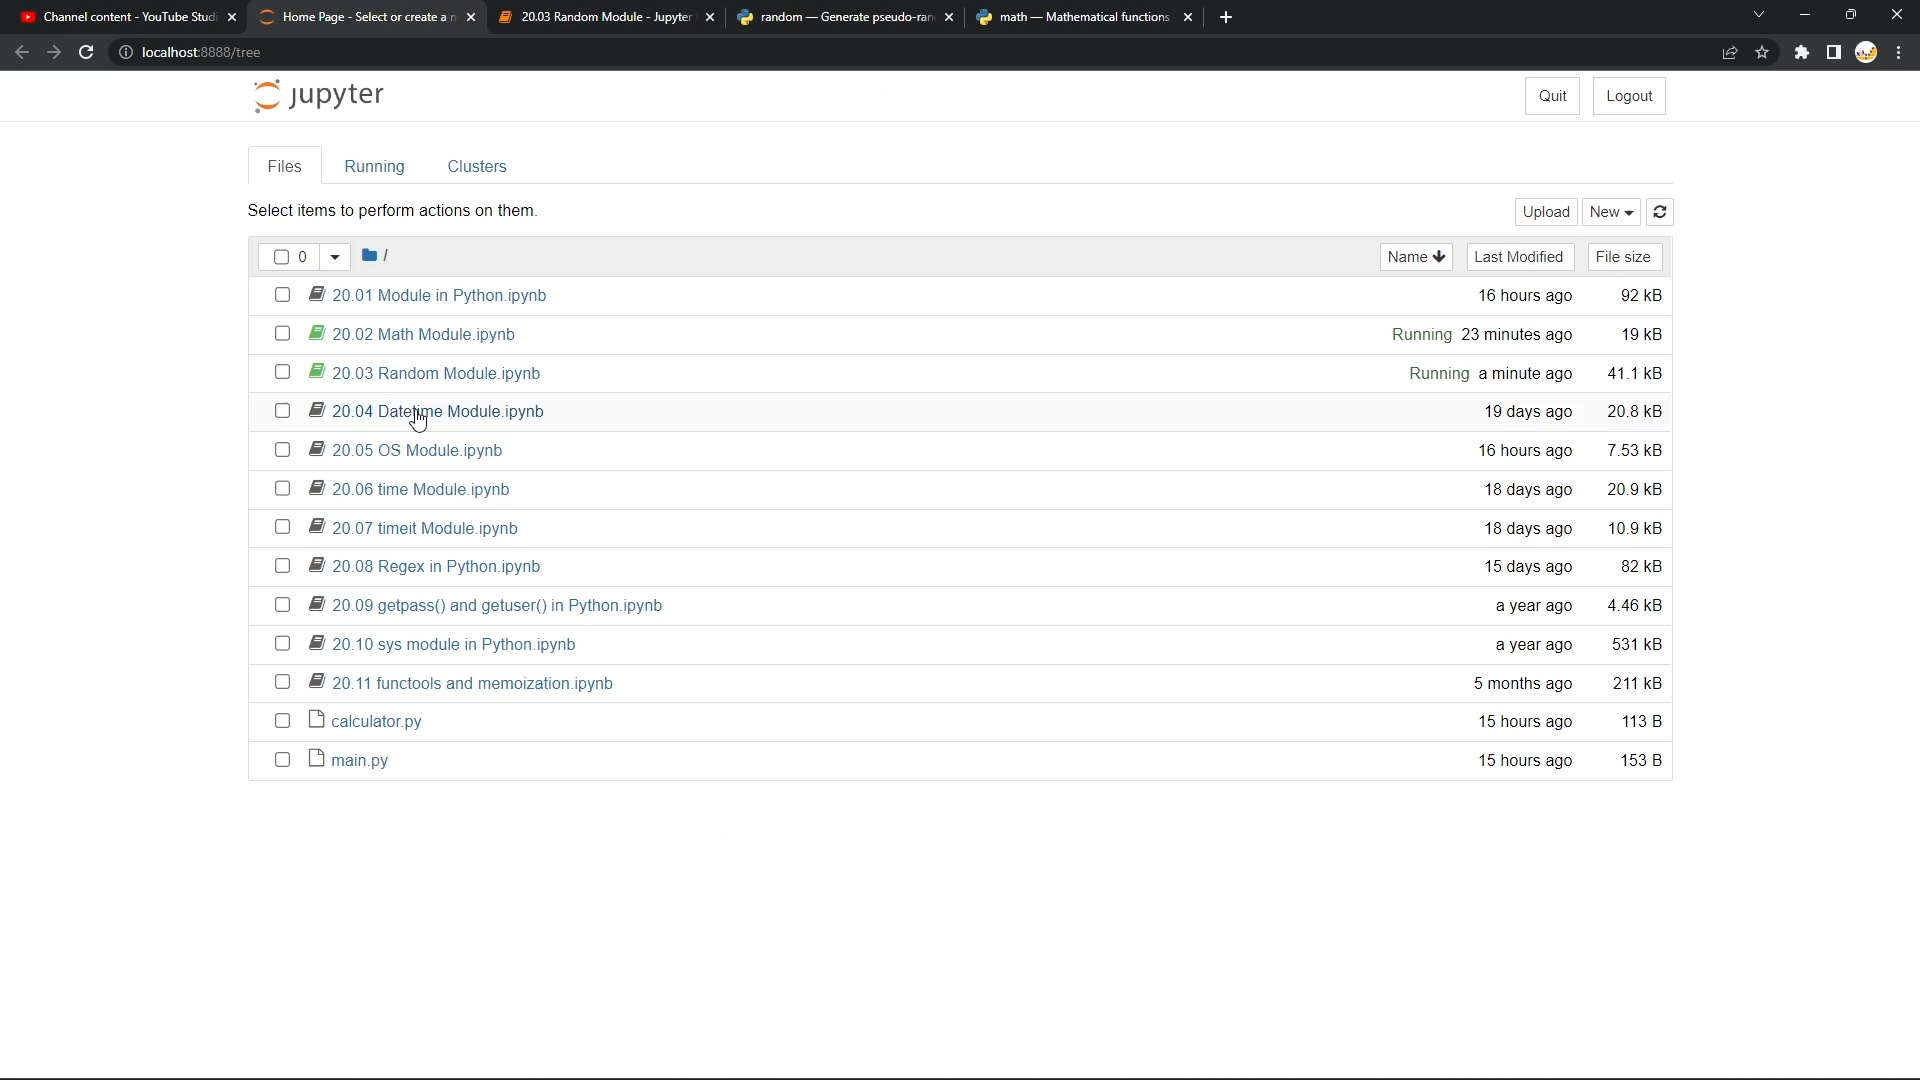 Channel content - YouTube Studi
Home Page - Select or create a n
20.03 Random Module - Jupyter
random — Generate pseudo-ran
math — Mathematical functions
localhost:8888/tree
jupyter
Quit
Logout
Files
Running
Clusters
Select items to perform actions on them.
Upload
New
0
/
Name
Last Modified
File size
20.01 Module in Python.ipynb 16 hours ago 92 kB
20.02 Math Module.ipynb Running 23 minutes ago 19 kB
20.03 Random Module.ipynb Running a minute ago 41.1 kB
20.04 Datetime Module.ipynb 19 days ago 20.8 kB
20.05 OS Module.ipynb 16 hours ago 7.53 kB
20.06 time Module.ipynb 18 days ago 20.9 kB
20.07 timeit Module.ipynb 18 days ago 10.9 kB
20.08 Regex in Python.ipynb 15 days ago 82 kB
20.09 getpass() and getuser() in Python.ipynb a year ago 4.46 kB
20.10 sys module in Python.ipynb a year ago 531 kB
20.11 functools and memoization.ipynb 5 months ago 211 kB
calculator.py 15 hours ago 113 B
main.py 15 hours ago 153 B